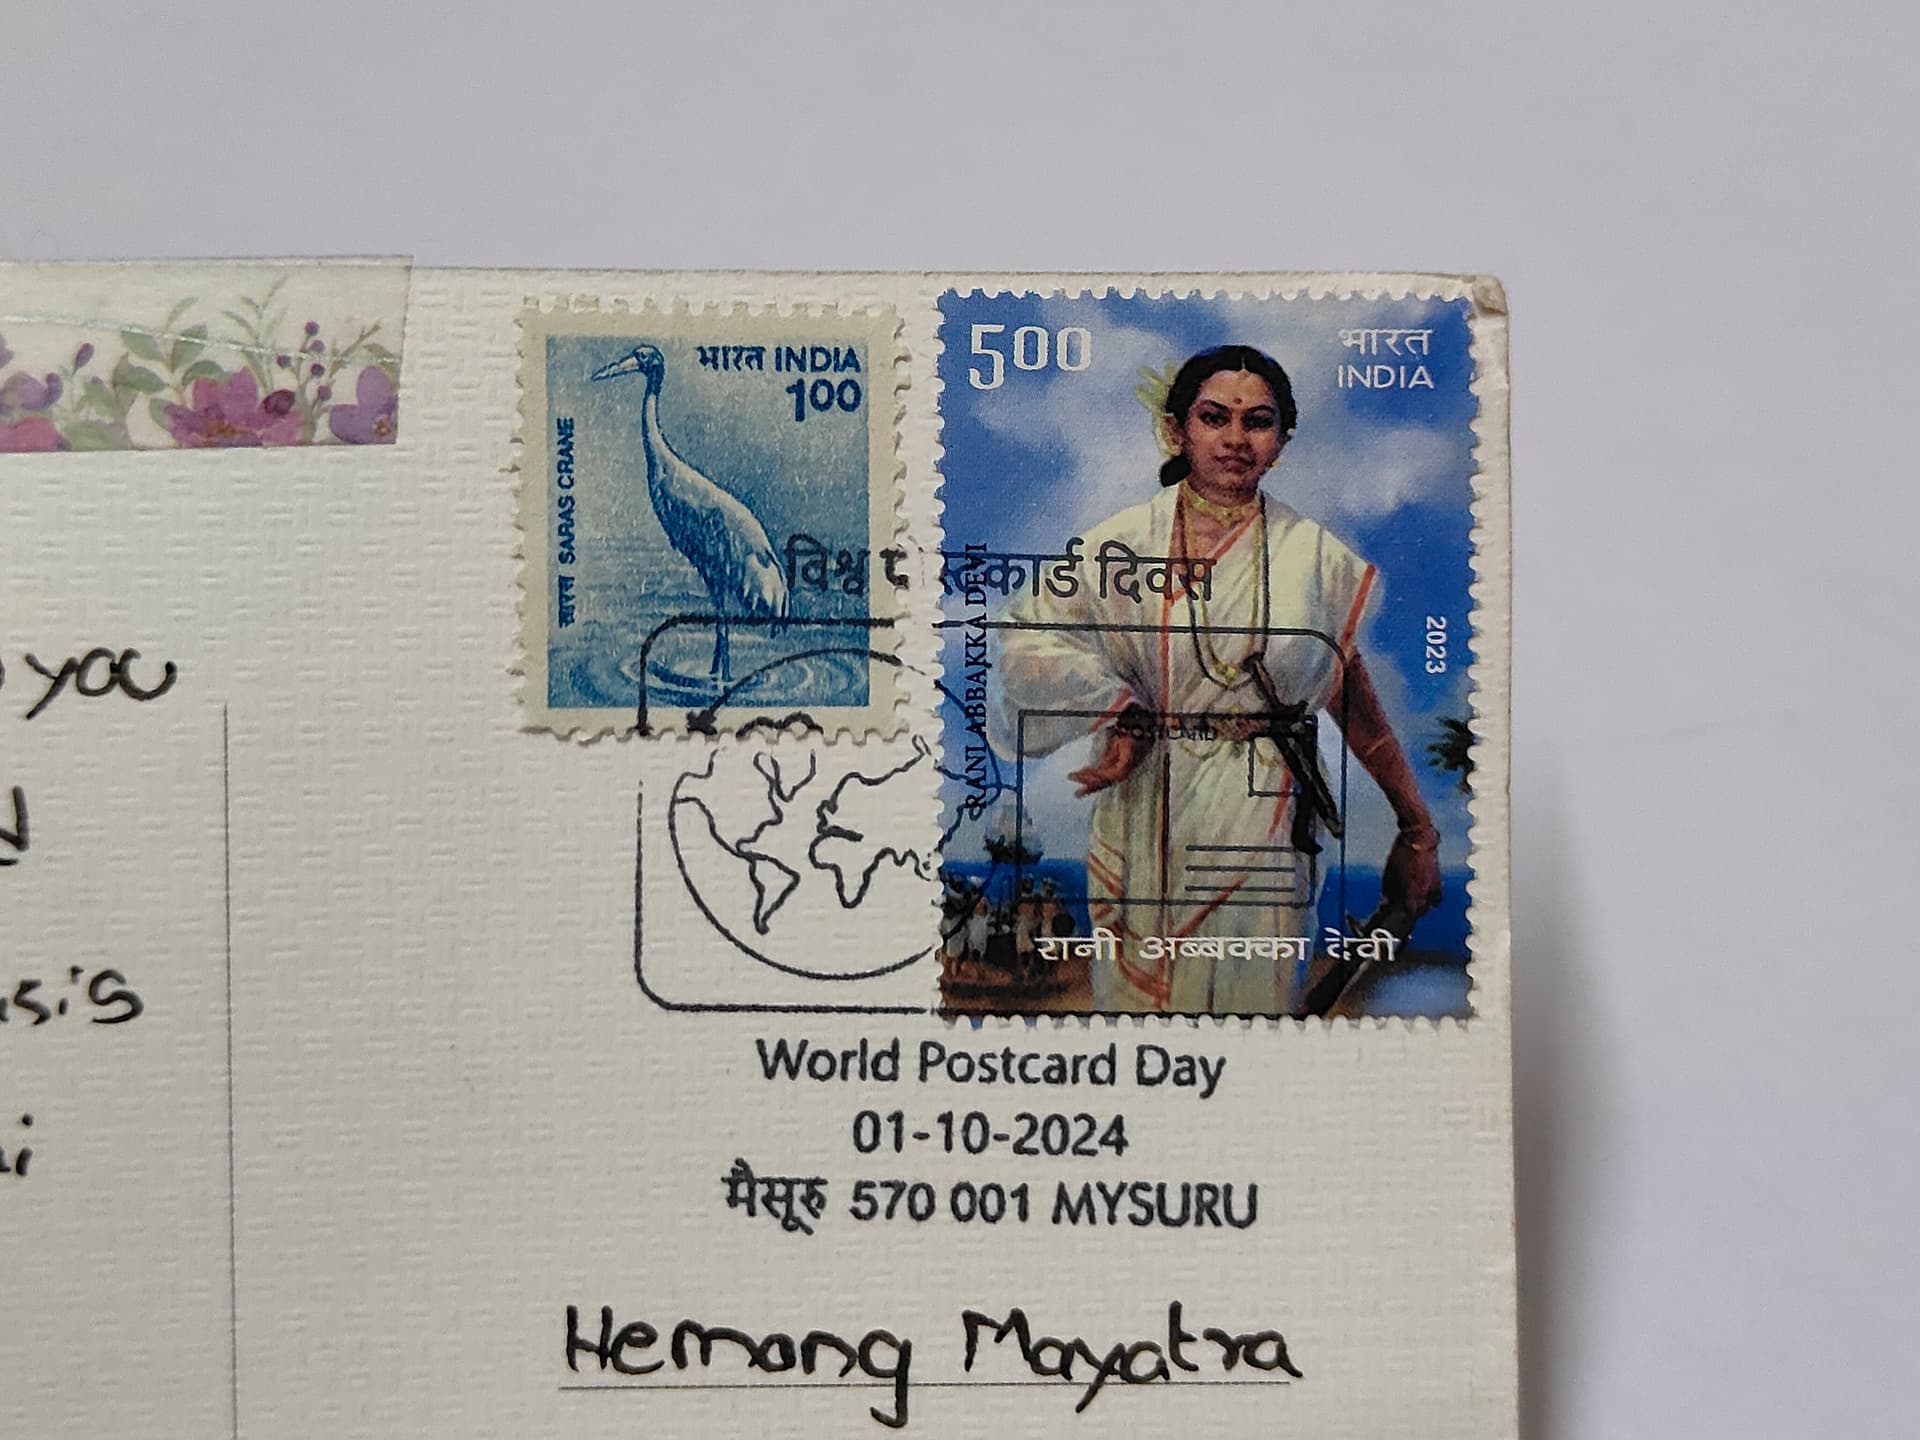 भारत INDIA
100
सारस SARAS CRANE
500
भारत
INDIA
RANI ABBAKKA DEVI
2023
विश्व कार्ड दिवस
POSTCARD
रानी अब्बक्का देवी
World Postcard Day
01-10-2024
मैसूरु 570 001 MYSURU
Hemang Mayatra
you